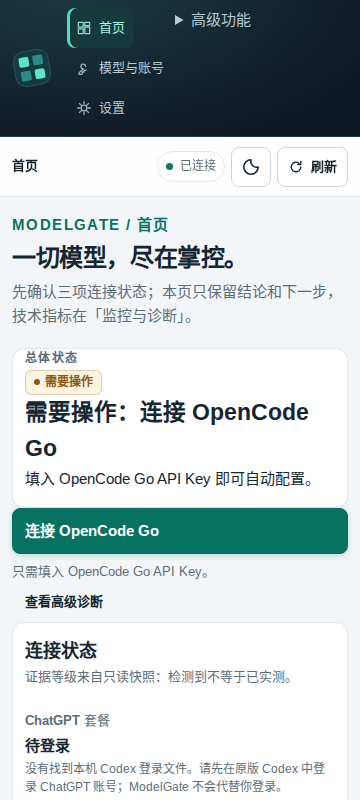 首页
▶ 高级功能
模型与账号
设置
首页
已连接
刷新
MODELGATE / 首页
一切模型，尽在掌控。
先确认三项连接状态；本页只保留结论和下一步，
技术指标在「监控与诊断」。
总体状态
需要操作
需要操作：连接 OpenCode
Go
填入 OpenCode Go API Key 即可自动配置。
连接 OpenCode Go
只需填入 OpenCode Go API Key。
查看高级诊断
连接状态
证据等级来自只读快照：检测到不等于已实测。
ChatGPT 套餐
待登录
没有找到本机 Codex 登录文件。请先在原版 Codex 中登
录 ChatGPT 账号；ModelGate 不会代替你登录。